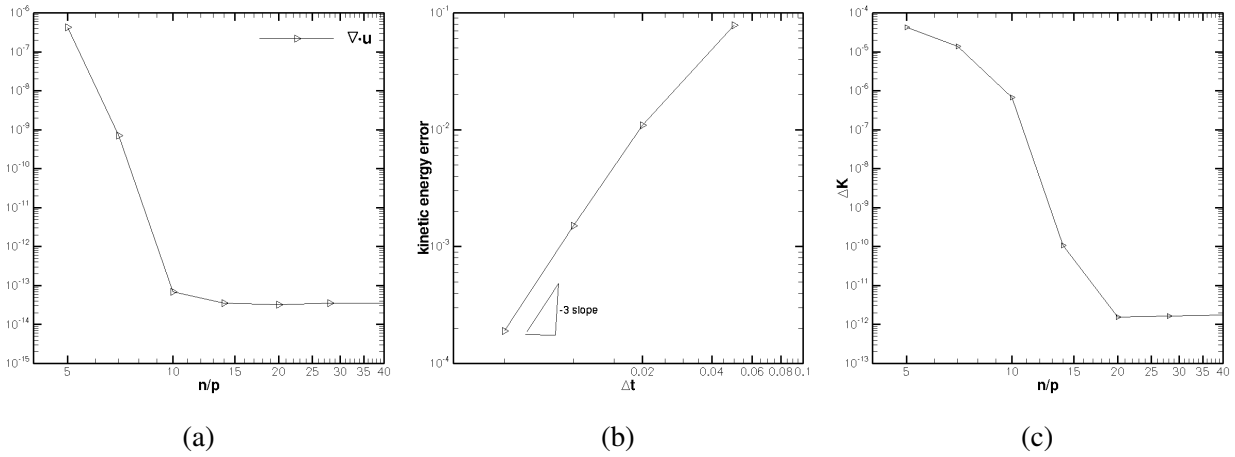 10^-6
10^-7
10^-8
10^-9
10^-10
10^-11
10^-12
10^-13
10^-14
10^-15
∇·u
5 10 15 20 25 30 35 40
n/p
(a)
10^-1
10^-2
10^-3
10^-4
kinetic energy error
-3 slope
0.02 0.04 0.06 0.08 0.1
Δt
(b)
10^-4
10^-5
10^-6
10^-7
10^-8
10^-9
10^-10
10^-11
10^-12
10^-13
ΔK
5 10 15 20 25 30 35 40
n/p
(c)